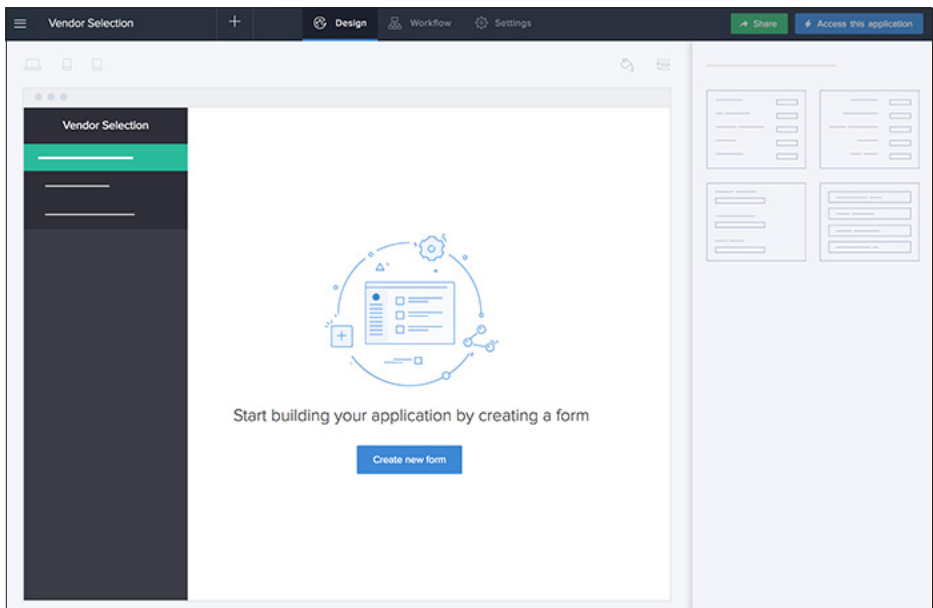 Vendor Selection
Design
Workflow
Settings
Share
Access this application
Vendor Selection
Start building your application by creating a form
Create new form